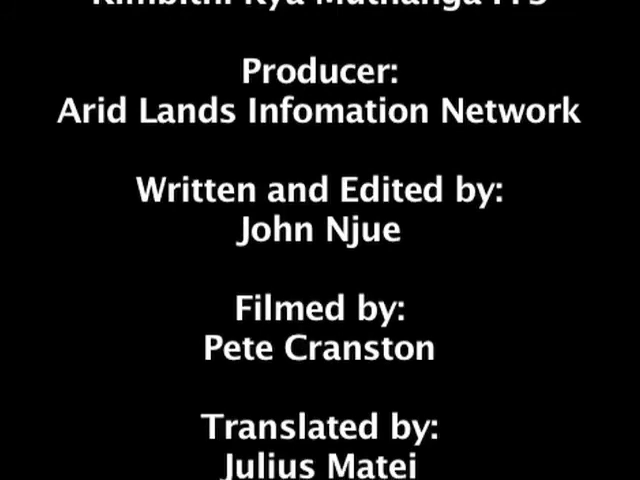 Producer:
Arid Lands Infomation Network
Written and Edited by:
John Njue
Filmed by:
Pete Cranston
Translated by:
Julius Matei